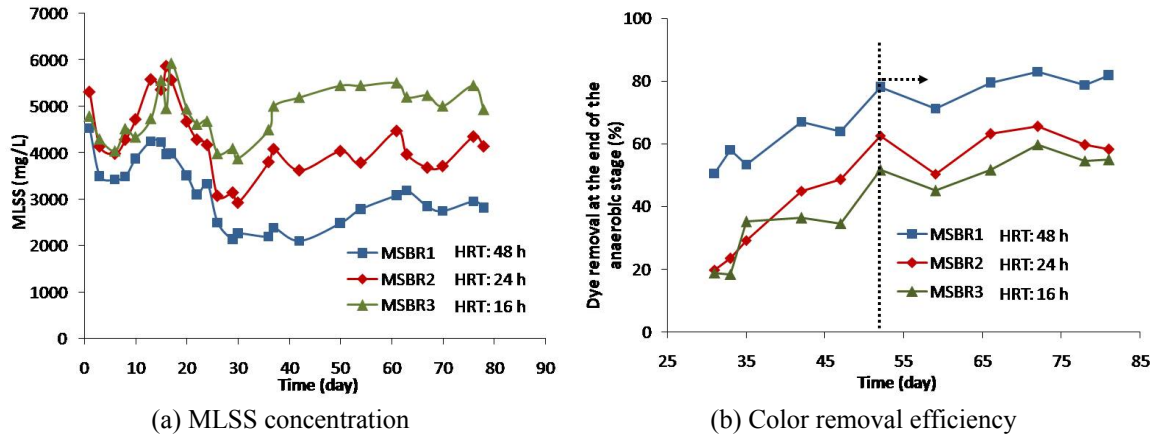 7000
6000
5000
4000
3000
2000
1000
0
MLSS (mg/L)
MSBR1 HRT: 48 h
MSBR2 HRT: 24 h
MSBR3 HRT: 16 h
0 10 20 30 40 50 60 70 80 90
Time (day)
(a) MLSS concentration
100
80
60
40
20
0
Dye removal at the end of the
anaerobic stage (%)
MSBR1 HRT: 48 h
MSBR2 HRT: 24 h
MSBR3 HRT: 16 h
25 35 45 55 65 75 85
Time (day)
(b) Color removal efficiency